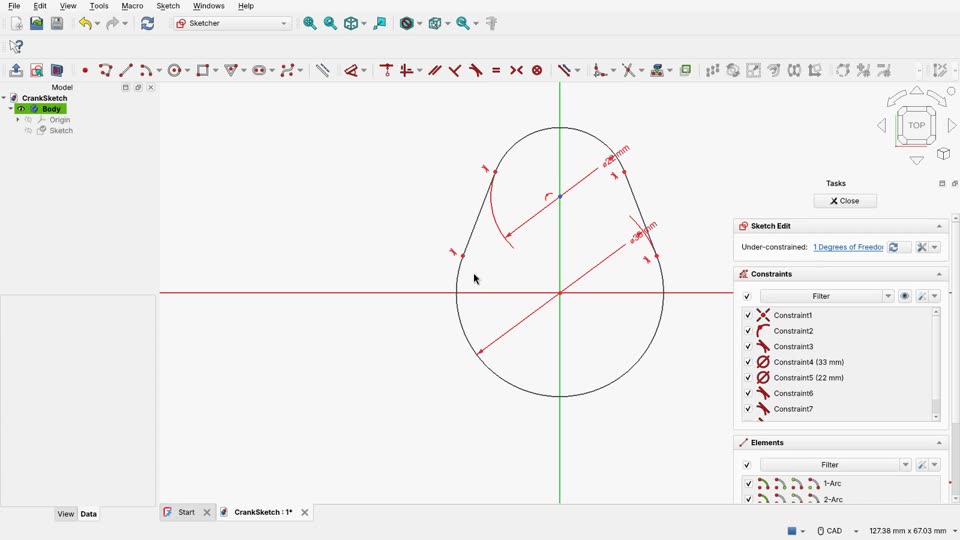 File Edit View Tools Macro Sketch Windows Help
Sketcher
Model
CrankSketch
Body
Origin
Sketch
TOP
Tasks
Close
Sketch Edit
Under-constrained: 1 Degrees of Freedo
Constraints
Filter
Constraint1
Constraint2
Constraint3
Constraint4 (33 mm)
Constraint5 (22 mm)
Constraint6
Constraint7
Elements
Filter
1-Arc
2-Arc
View Data
Start
CrankSketch : 1*
CAD
127.38 mm x 67.03 mm